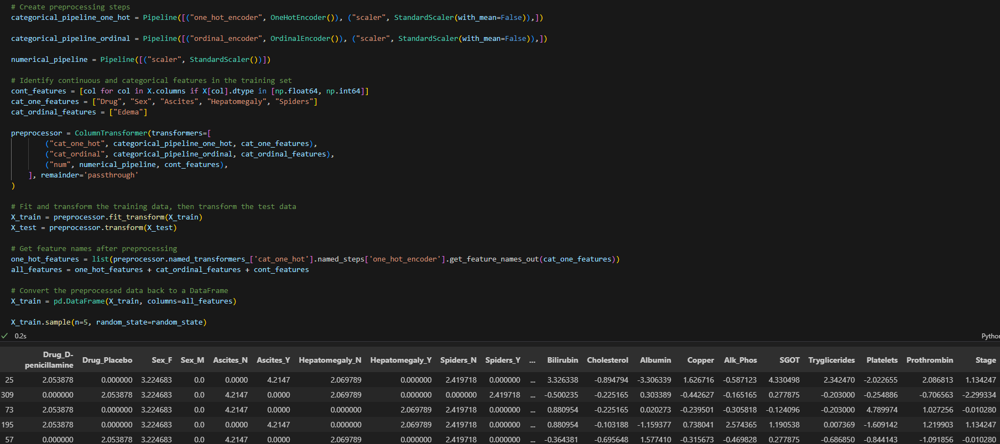 # Create preprocessing steps
categorical_pipeline_one_hot = Pipeline([("one_hot_encoder", OneHotEncoder()), ("scaler", StandardScaler(with_mean=False)),])
categorical_pipeline_ordinal = Pipeline([("ordinal_encoder", OrdinalEncoder()), ("scaler", StandardScaler(with_mean=False)),])
numerical_pipeline = Pipeline([("scaler", StandardScaler())])
# Identify continuous and categorical features in the training set
cont_features = [col for col in X.columns if X[col].dtype in [np.float64, np.int64]]
cat_one_features = ["Drug", "Sex", "Ascites", "Hepatomegaly", "Spiders"]
cat_ordinal_features = ["Edema"]
preprocessor = ColumnTransformer(transformers=[
("cat_one_hot", categorical_pipeline_one_hot, cat_one_features),
("cat_ordinal", categorical_pipeline_ordinal, cat_ordinal_features),
("num", numerical_pipeline, cont_features),
], remainder='passthrough'
)
# Fit and transform the training data, then transform the test data
X_train = preprocessor.fit_transform(X_train)
X_test = preprocessor.transform(X_test)
# Get feature names after preprocessing
one_hot_features = list(preprocessor.named_transformers_['cat_one_hot'].named_steps['one_hot_encoder'].get_feature_names_out(cat_one_features))
all_features = one_hot_features + cat_ordinal_features + cont_features
# Convert the preprocessed data back to a DataFrame
X_train = pd.DataFrame(X_train, columns=all_features)
X_train.sample(n=5, random_state=random_state)
0.2s Python
Drug_D-
penicillamine Drug_Placebo Sex_F Sex_M Ascites_N Ascites_Y Hepatomegaly_N Hepatomegaly_Y Spiders_N Spiders_Y ... Bilirubin Cholesterol Albumin Copper Alk_Phos SGOT Tryglicerides Platelets Prothrombin Stage
25 2.053878 0.000000 3.224683 0.0 0.0000 4.2147 2.069789 0.000000 2.419718 0.000000 ... 3.326338 -0.894794 -3.306339 1.626716 -0.587123 4.330498 2.342470 -2.022655 2.086813 1.134247
309 0.000000 2.053878 3.224683 0.0 4.2147 0.0000 2.069789 0.000000 0.000000 2.419718 ... -0.500235 -0.225165 0.303389 -0.442627 -0.165165 0.277875 -0.203000 -0.254886 -0.706563 -2.299334
73 2.053878 0.000000 3.224683 0.0 4.2147 0.0000 0.000000 2.069789 2.419718 0.000000 ... 0.880954 -0.225165 0.020273 -0.239501 -0.305818 -0.124096 -0.203000 4.789974 1.027256 -0.010280
195 2.053878 0.000000 3.224683 0.0 0.0000 4.2147 0.000000 2.069789 2.419718 0.000000 ... 0.880954 -0.103188 -1.159377 0.738041 2.574365 1.190538 0.007369 -1.609142 1.219903 1.134247
57 0.000000 2.053878 3.224683 0.0 4.2147 0.0000 2.069789 0.000000 2.419718 0.000000 ... -0.364381 -0.695648 1.577410 -0.315673 -0.469828 0.277875 -0.686850 -0.844143 -1.091856 -0.010280